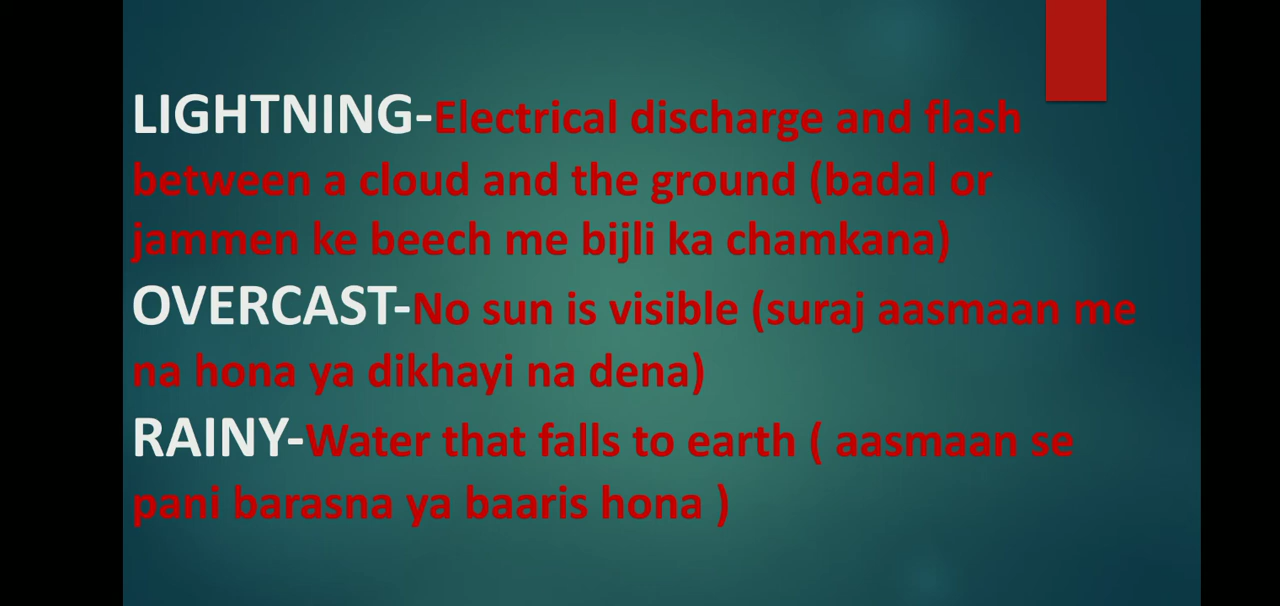 LIGHTNING-Electrical discharge and flash
between a cloud and the ground (badal or
jammen ke beech me bijli ka chamkana)
OVERCAST-No sun is visible (suraj aasmaan me
na hona ya dikhayi na dena)
RAINY-Water that falls to earth ( aasmaan se
pani barasna ya baaris hona )